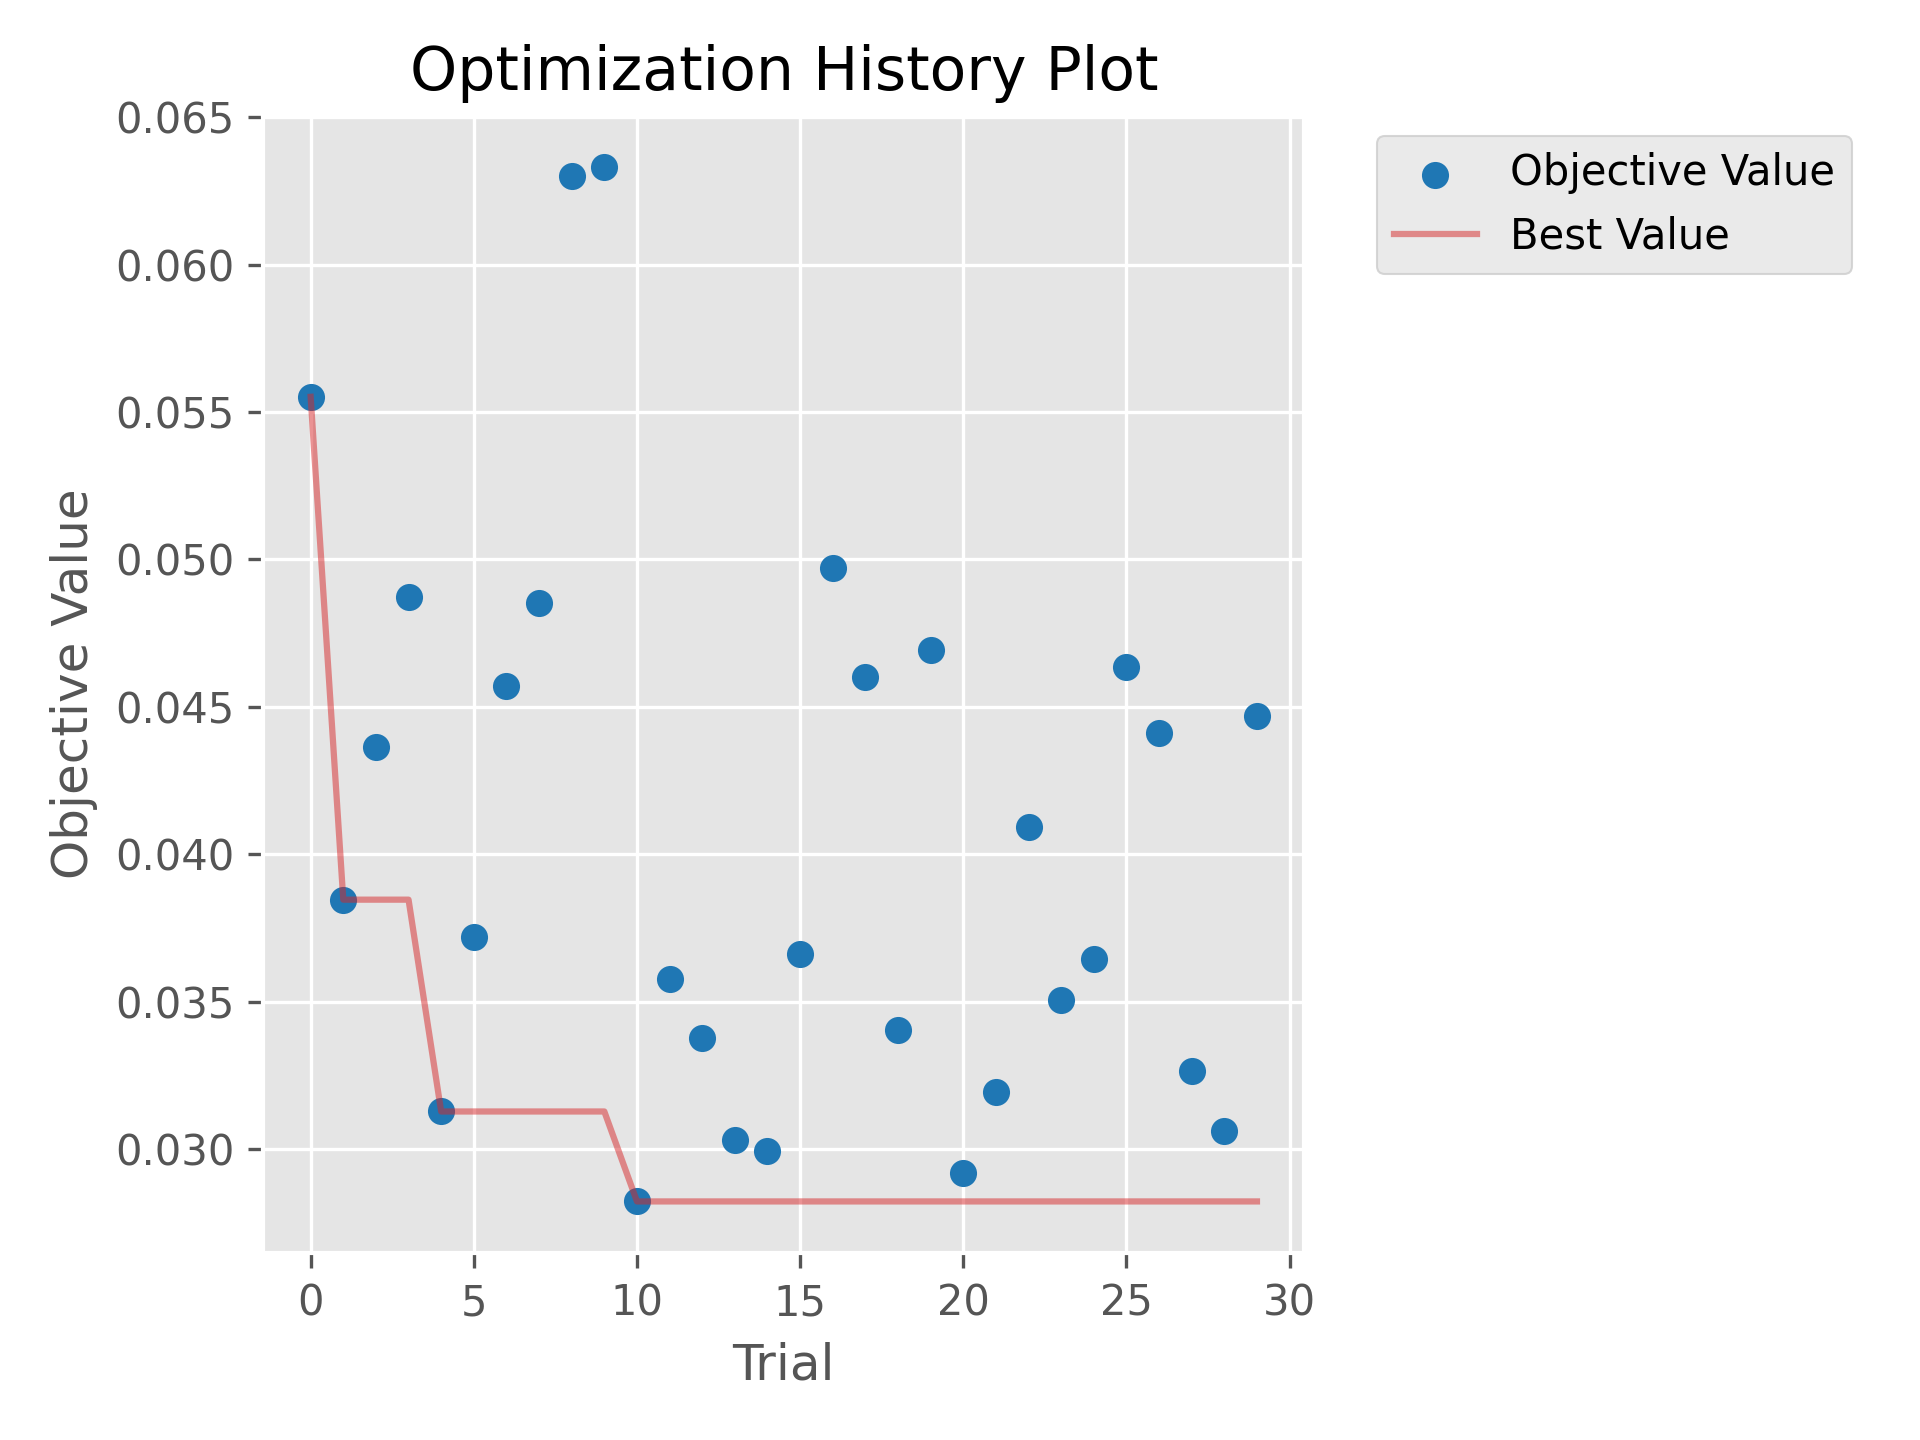 Optimization History Plot
0.065
0.060
0.055
0.050
0.045
0.040
0.035
0.030
Objective Value
0 5 10 15 20 25 30
Trial
Objective Value
Best Value